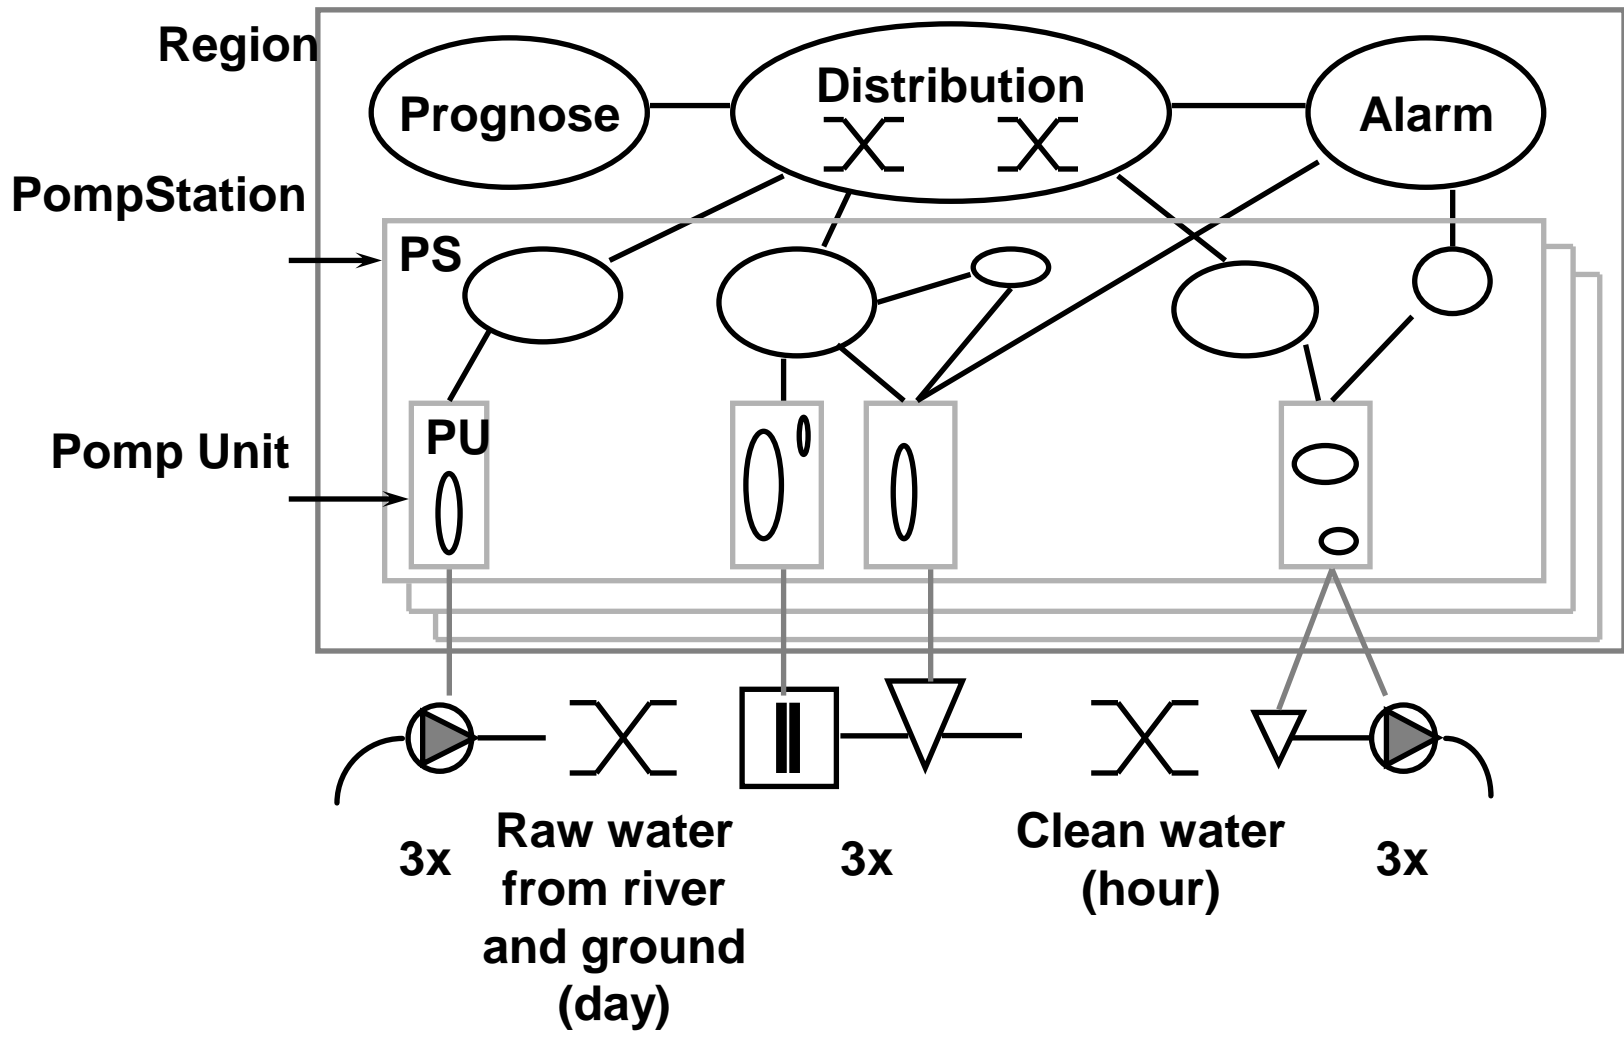 Region
Prognose
Distribution
Alarm
PompStation
PS
Pomp Unit
PU
3x
Raw water
from river
and ground
(day)
3x
Clean water
(hour)
3x